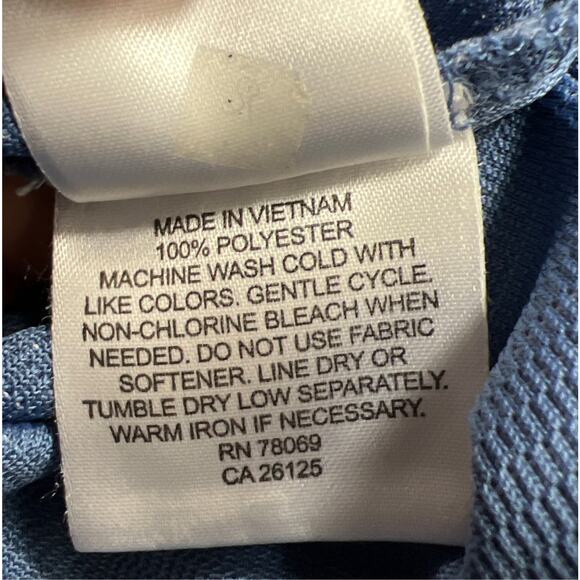 MADE IN VIETNAM
100% POLYESTER
MACHINE WASH COLD WITH
LIKE COLORS. GENTLE CYCLE.
NON-CHLORINE BLEACH WHEN
NEEDED. DO NOT USE FABRIC
SOFTENER. LINE DRY OR
TUMBLE DRY LOW SEPARATELY.
WARM IRON IF NECESSARY.
RN 78069
CA 26125